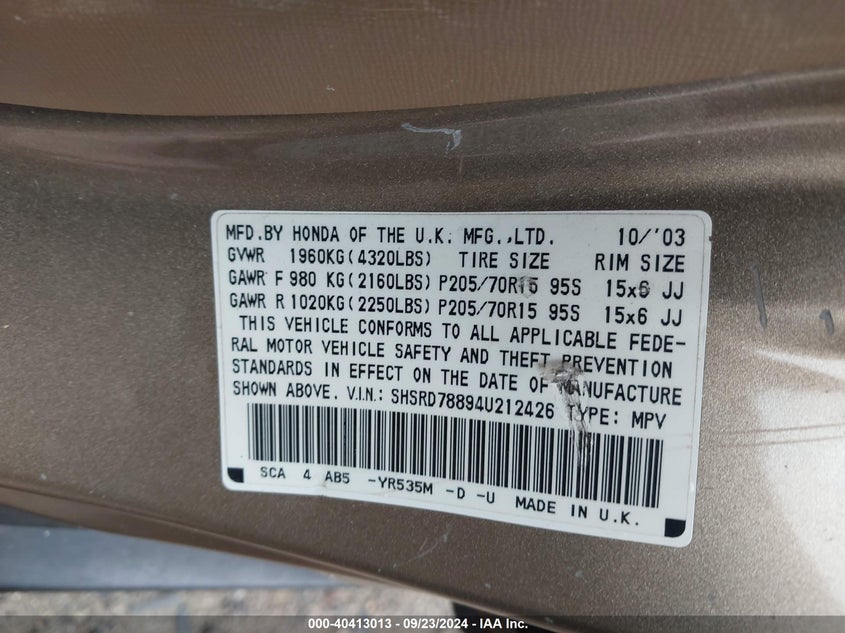 MFD.BY HONDA OF THE U.K. MFG.,LTD. 10/'03
GVWR 1960KG(4320LBS) TIRE SIZE RIM SIZE
GAWR F 980 KG(2160LBS) P205/70R15 95S 15x6 JJ
GAWR R 1020KG(2250LBS) P205/70R15 95S 15x6 JJ
THIS VEHICLE CONFORMS TO ALL APPLICABLE FEDE-
RAL MOTOR VEHICLE SAFETY AND THEFT PREVENTION
STANDARDS IN EFFECT ON THE DATE OF MANUFACTURE
SHOWN ABOVE. V.I.N.: SHSRD78894U212426 TYPE: MPV
SCA 4 AB5 -YR535M -D -U MADE IN U.K.
000-40413013 - 09/23/2024 - IAA Inc.